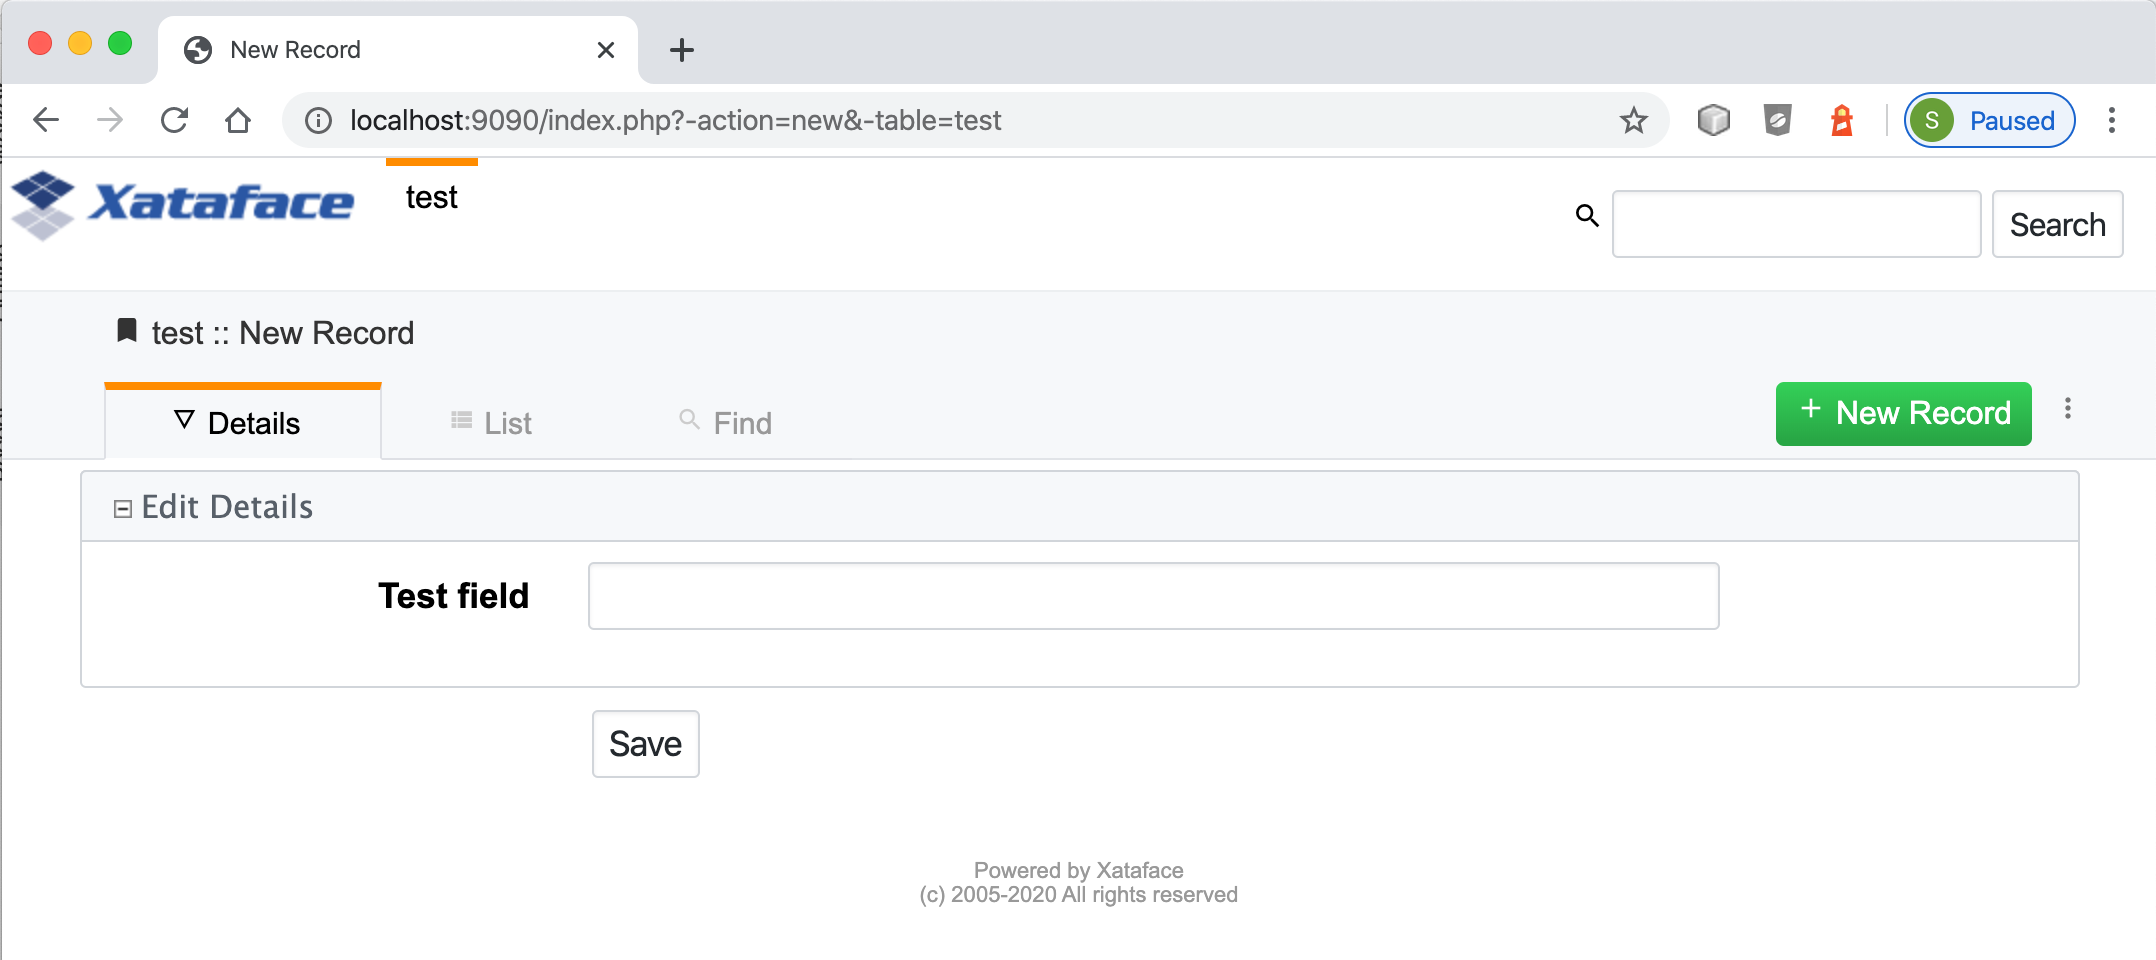 New Record
localhost:9090/index.php?-action=new&-table=test
S Paused
Xataface
test
Search
test :: New Record
Details
List
Find
+ New Record
Edit Details
Test field
Save
Powered by Xataface
(c) 2005-2020 All rights reserved